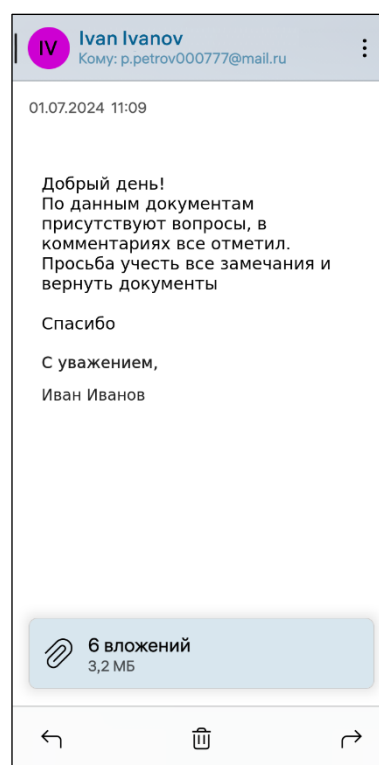 IV
Ivan Ivanov
Кому: p.petrov000777@mail.ru
01.07.2024 11:09
Добрый день!
По данным документам
присутствуют вопросы, в
комментариях все отметил.
Просьба учесть все замечания и
вернуть документы
Спасибо
С уважением,
Иван Иванов
6 вложений
3,2 МБ